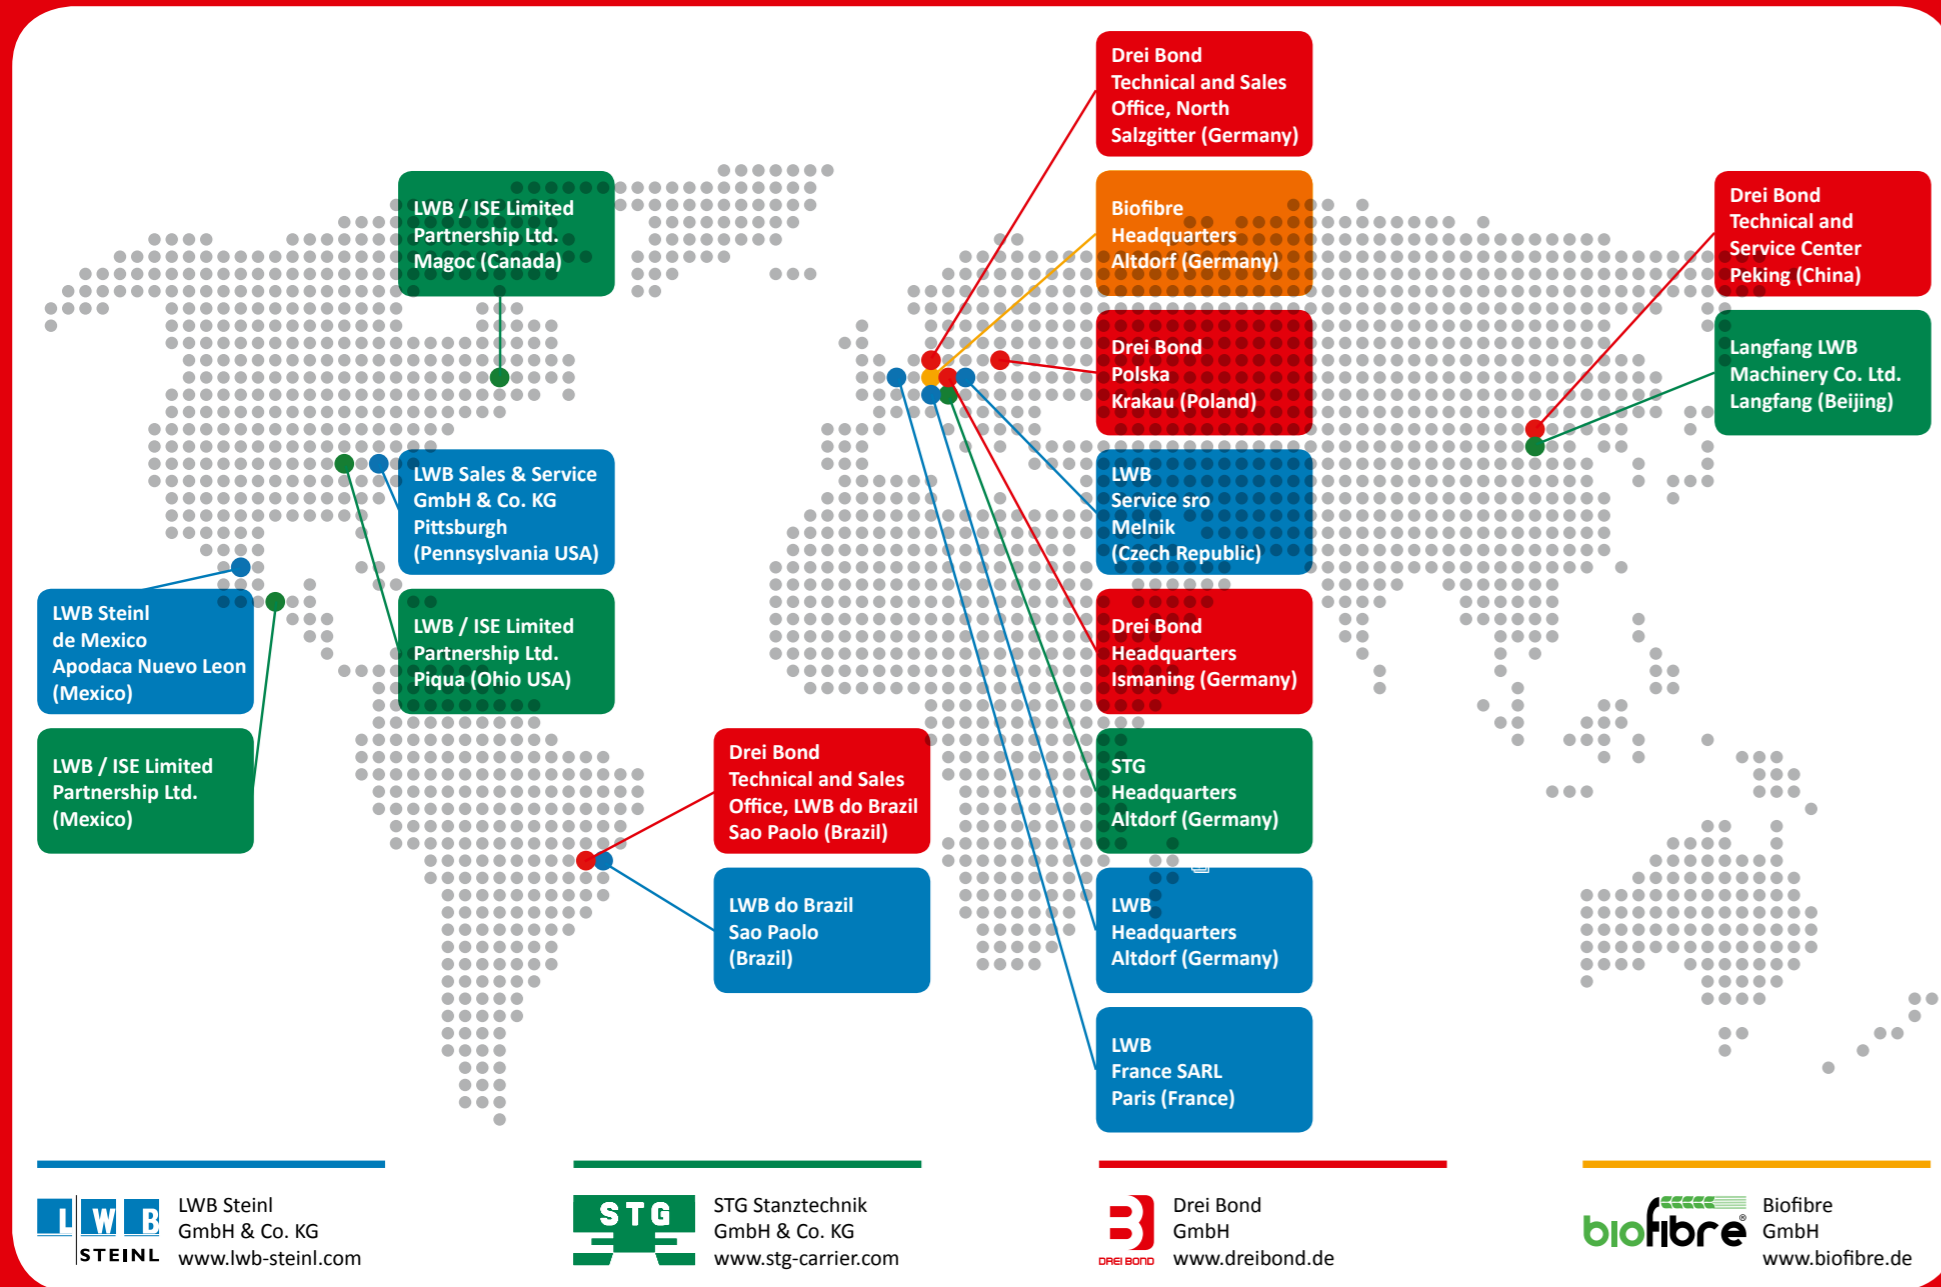 Drei Bond
Technical and Sales
Office, North
Salzgitter (Germany)
LWB / ISE Limited
Partnership Ltd.
Magoc (Canada)
Biofibre
Headquarters
Altdorf (Germany)
Drei Bond
Technical and
Service Center
Peking (China)
Drei Bond
Polska
Krakau (Poland)
Langfang LWB
Machinery Co. Ltd.
Langfang (Beijing)
LWB Sales & Service
GmbH & Co. KG
Pittsburgh
(Pennsyslvania USA)
LWB
Service sro
Melnik
(Czech Republic)
LWB Steinl
de Mexico
Apodaca Nuevo Leon
(Mexico)
LWB / ISE Limited
Partnership Ltd.
Piqua (Ohio USA)
Drei Bond
Headquarters
Ismaning (Germany)
LWB / ISE Limited
Partnership Ltd.
(Mexico)
Drei Bond
Technical and Sales
Office, LWB do Brazil
Sao Paolo (Brazil)
STG
Headquarters
Altdorf (Germany)
LWB do Brazil
Sao Paolo
(Brazil)
LWB
Headquarters
Altdorf (Germany)
LWB
France SARL
Paris (France)
LWB
STEINL
LWB Steinl
GmbH & Co. KG
www.lwb-steinl.com
STG
STG Stanztechnik
GmbH & Co. KG
www.stg-carrier.com
DREI BOND
Drei Bond
GmbH
www.dreibond.de
biofibre®
Biofibre
GmbH
www.biofibre.de